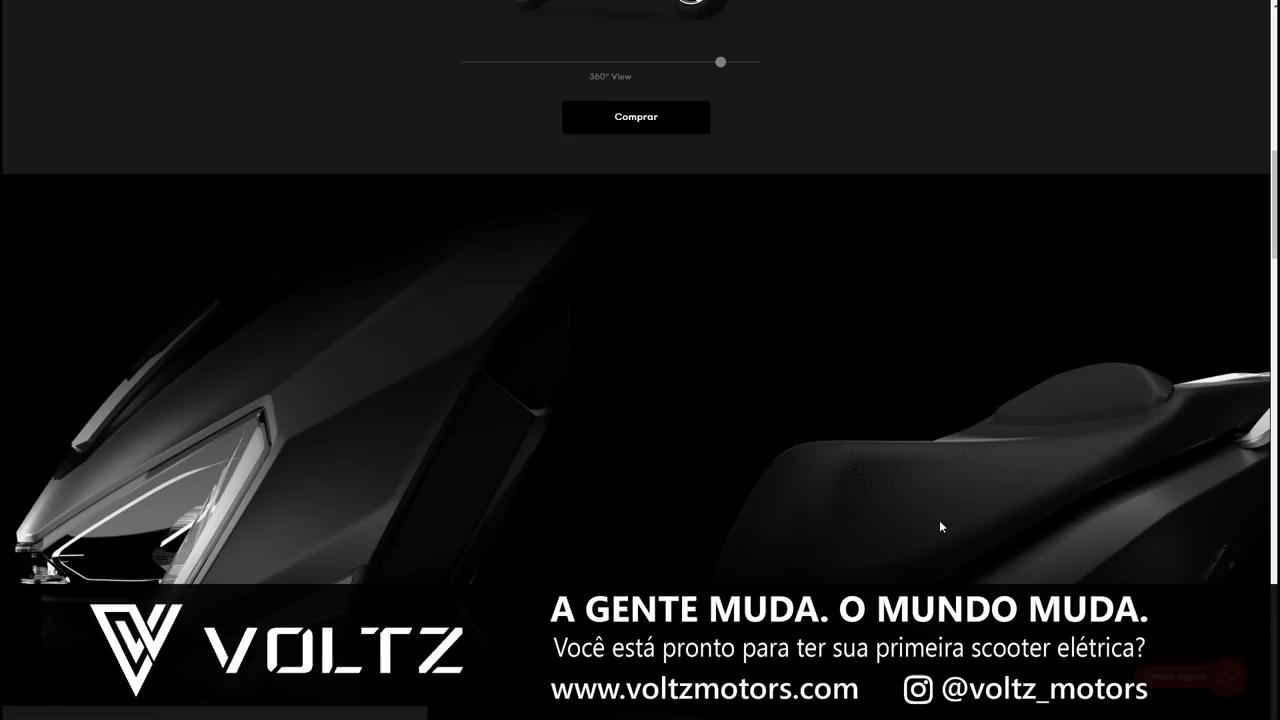 360º View
Comprar
VOLTZ
A GENTE MUDA. O MUNDO MUDA.
Você está pronto para ter sua primeira scooter elétrica?
www.voltzmotors.com
@voltz_motors